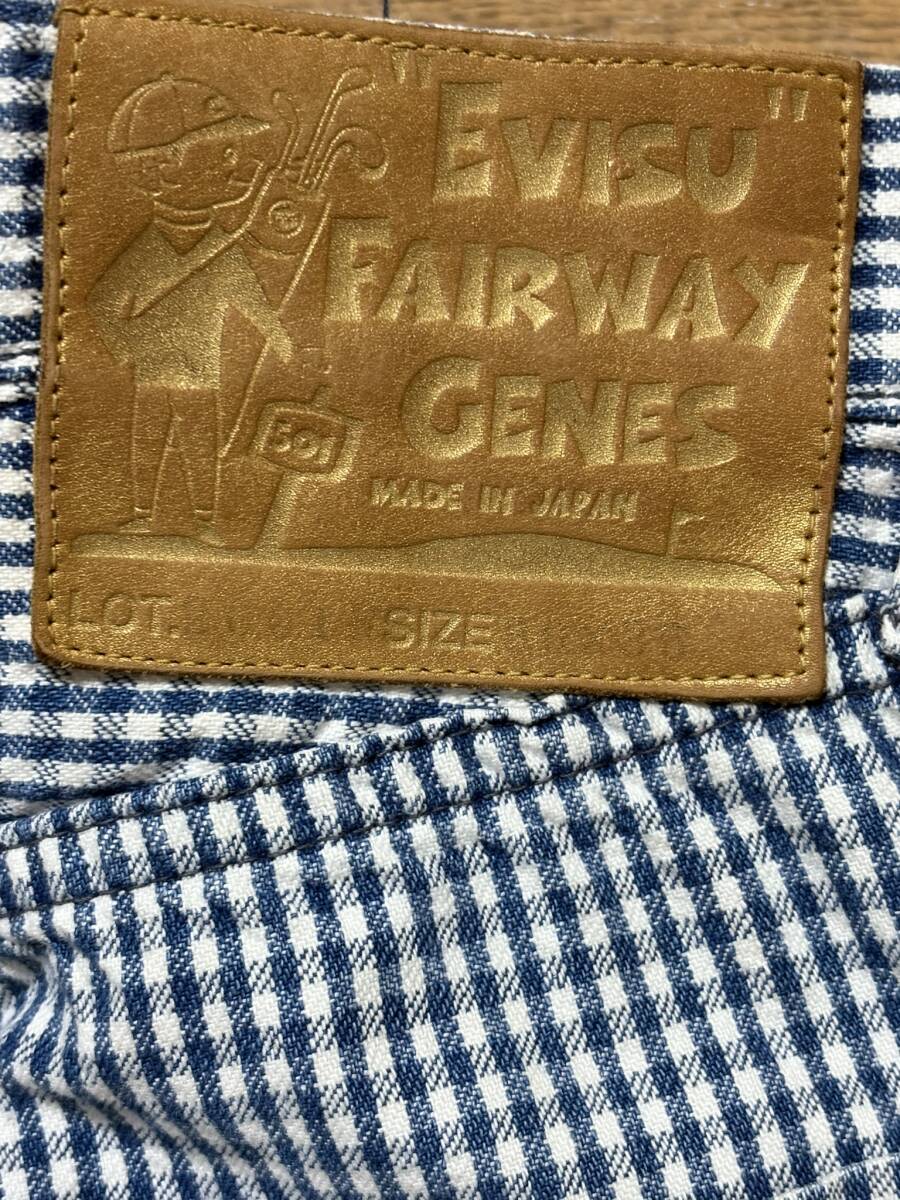 "EVISU"
FAIRWAY
GENES
MADE IN JAPAN
LOT. SIZE